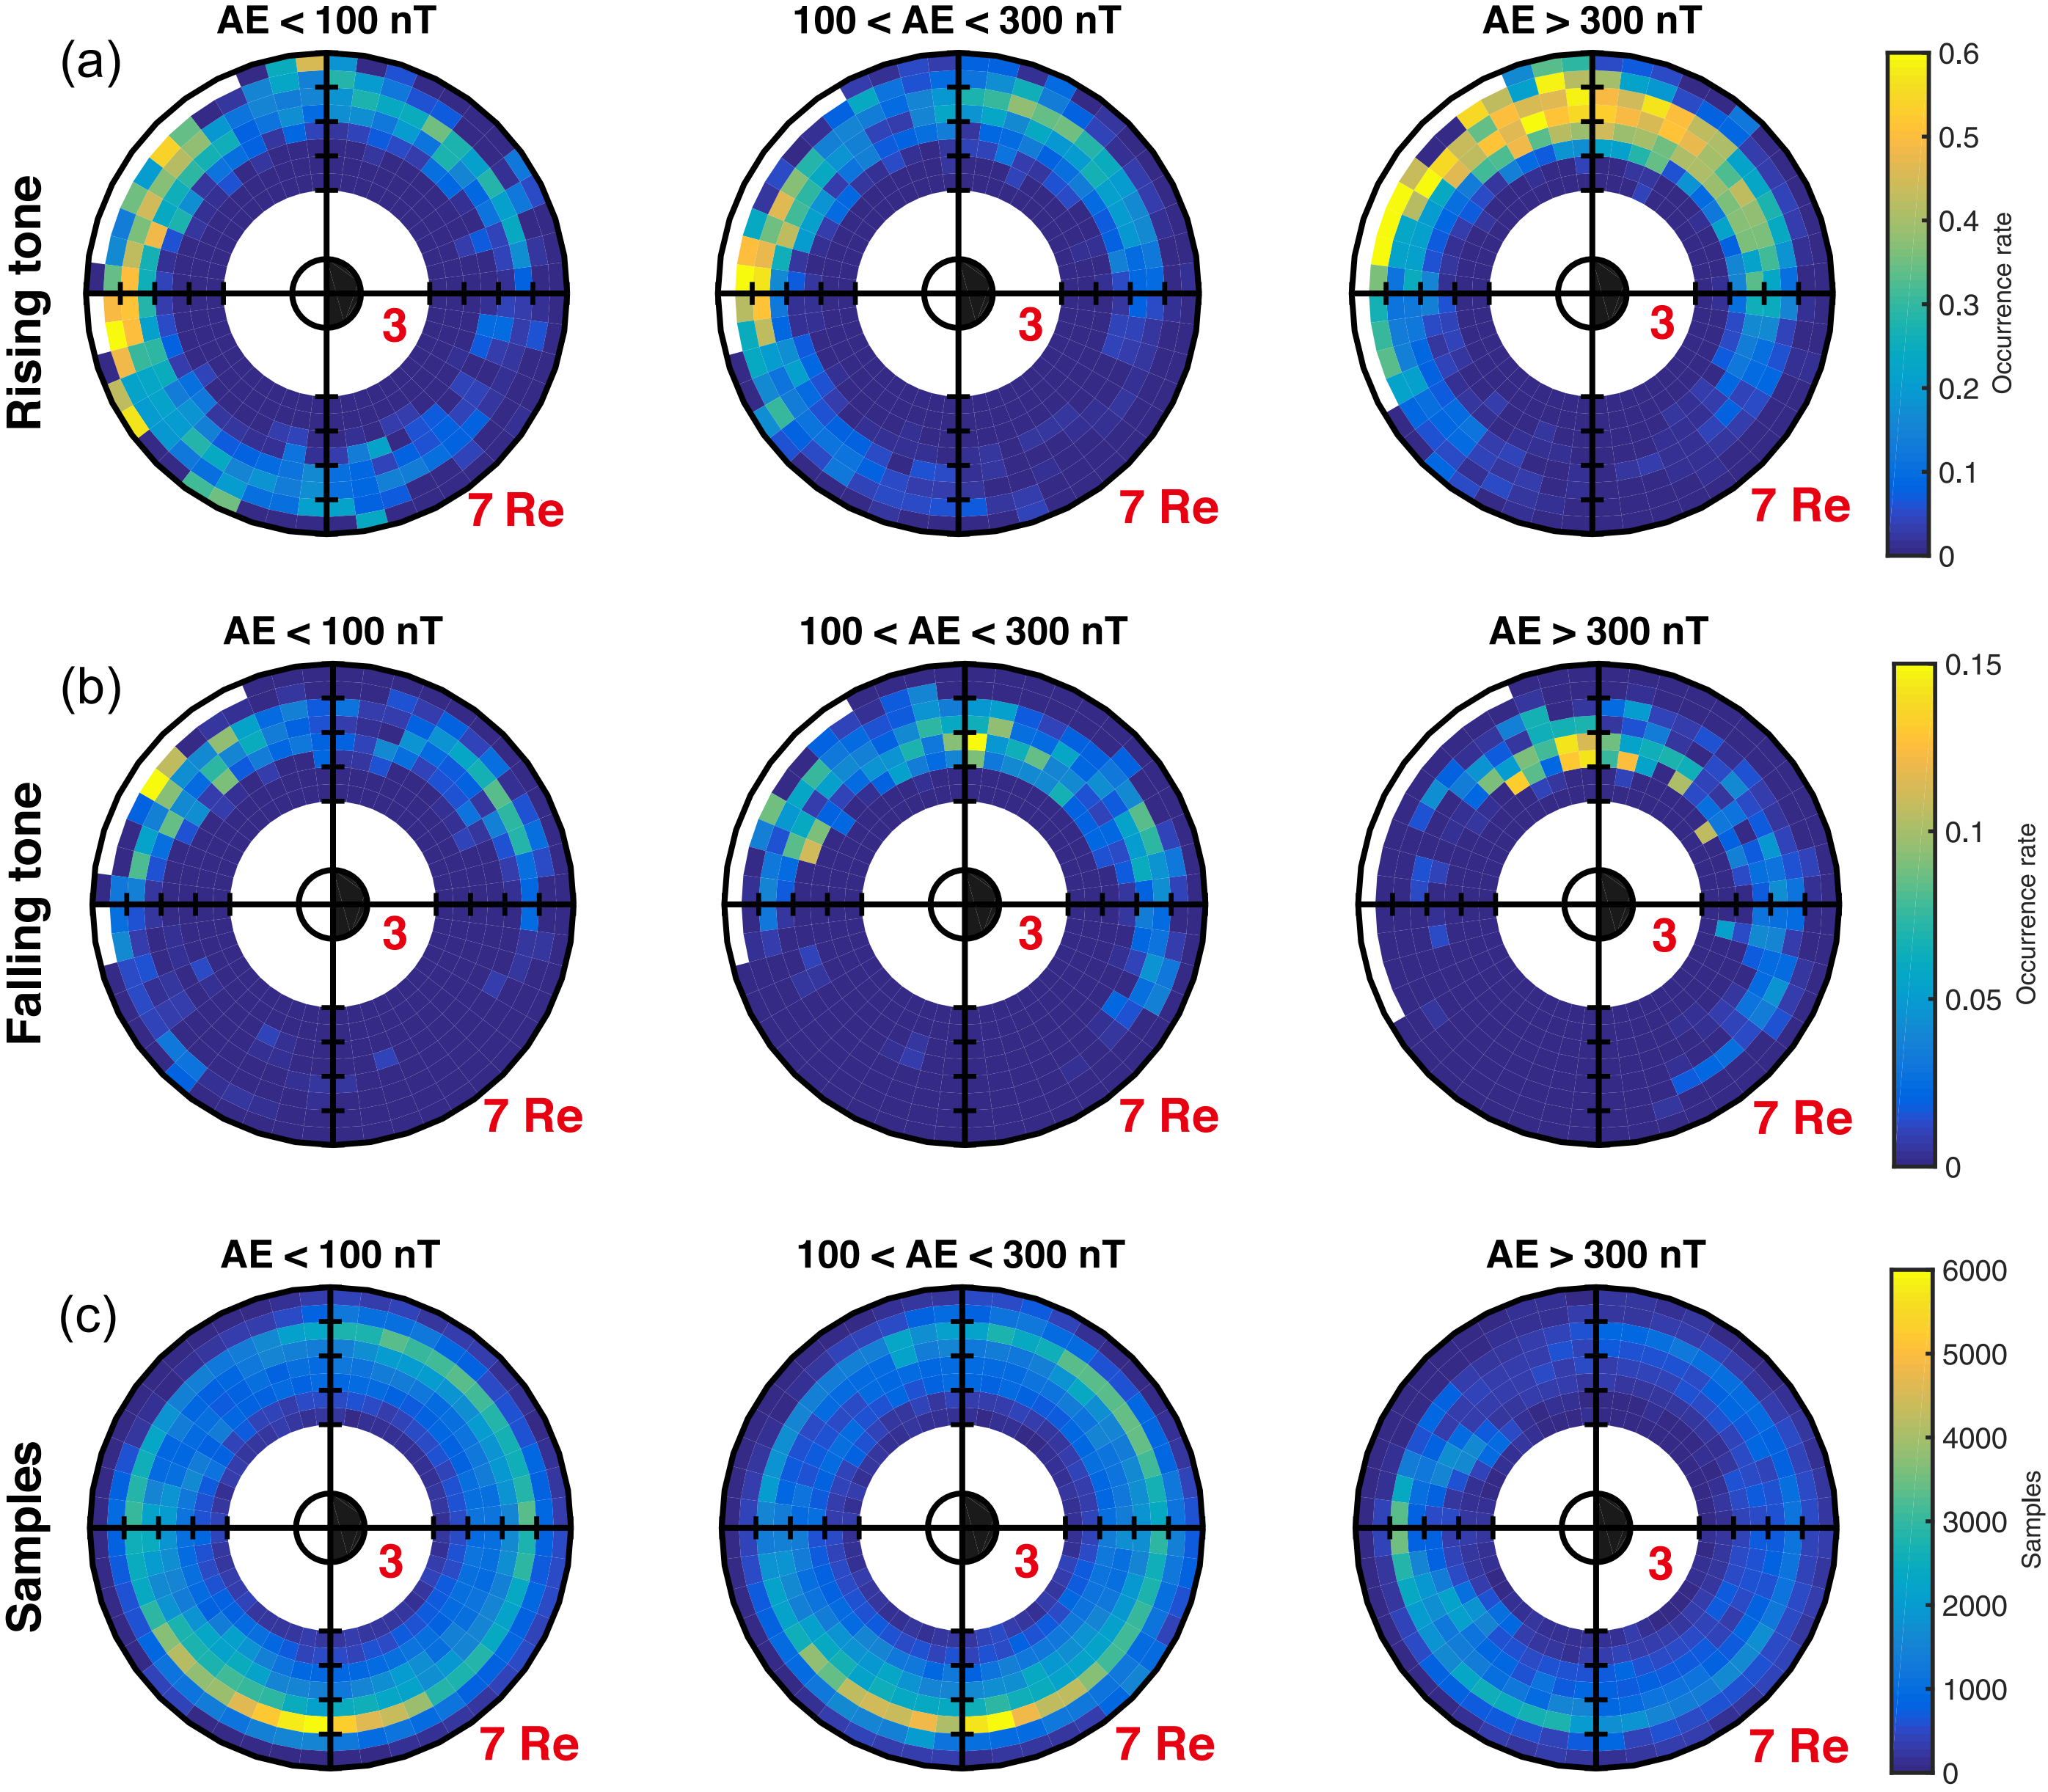 AE < 100 nT
100 < AE < 300 nT
AE > 300 nT
(a)
Rising tone
3
7 Re
3
7 Re
3
7 Re
0.6
0.5
0.4
0.3
0.2
0.1
0
Occurrence rate
AE < 100 nT
100 < AE < 300 nT
AE > 300 nT
(b)
Falling tone
3
7 Re
3
7 Re
3
7 Re
0.15
0.1
0.05
0
Occurrence rate
AE < 100 nT
100 < AE < 300 nT
AE > 300 nT
(c)
Samples
3
7 Re
3
7 Re
3
7 Re
6000
5000
4000
3000
2000
1000
0
Samples